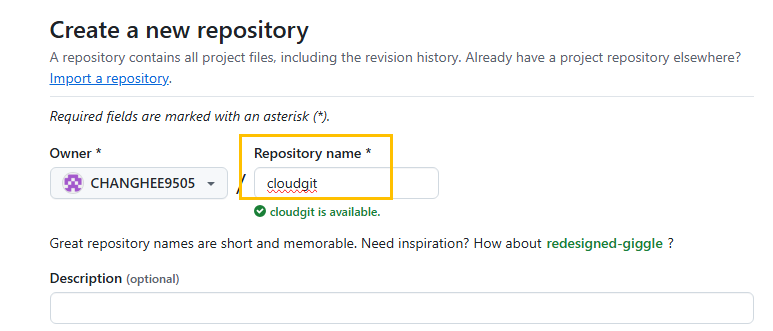 Create a new repository
A repository contains all project files, including the revision history. Already have a project repository elsewhere?
Import a repository.
Required fields are marked with an asterisk (*).
Owner *
Repository name *
CHANGHEE9505
/
cloudgit
cloudgit is available.
Great repository names are short and memorable. Need inspiration? How about redesigned-giggle ?
Description (optional)